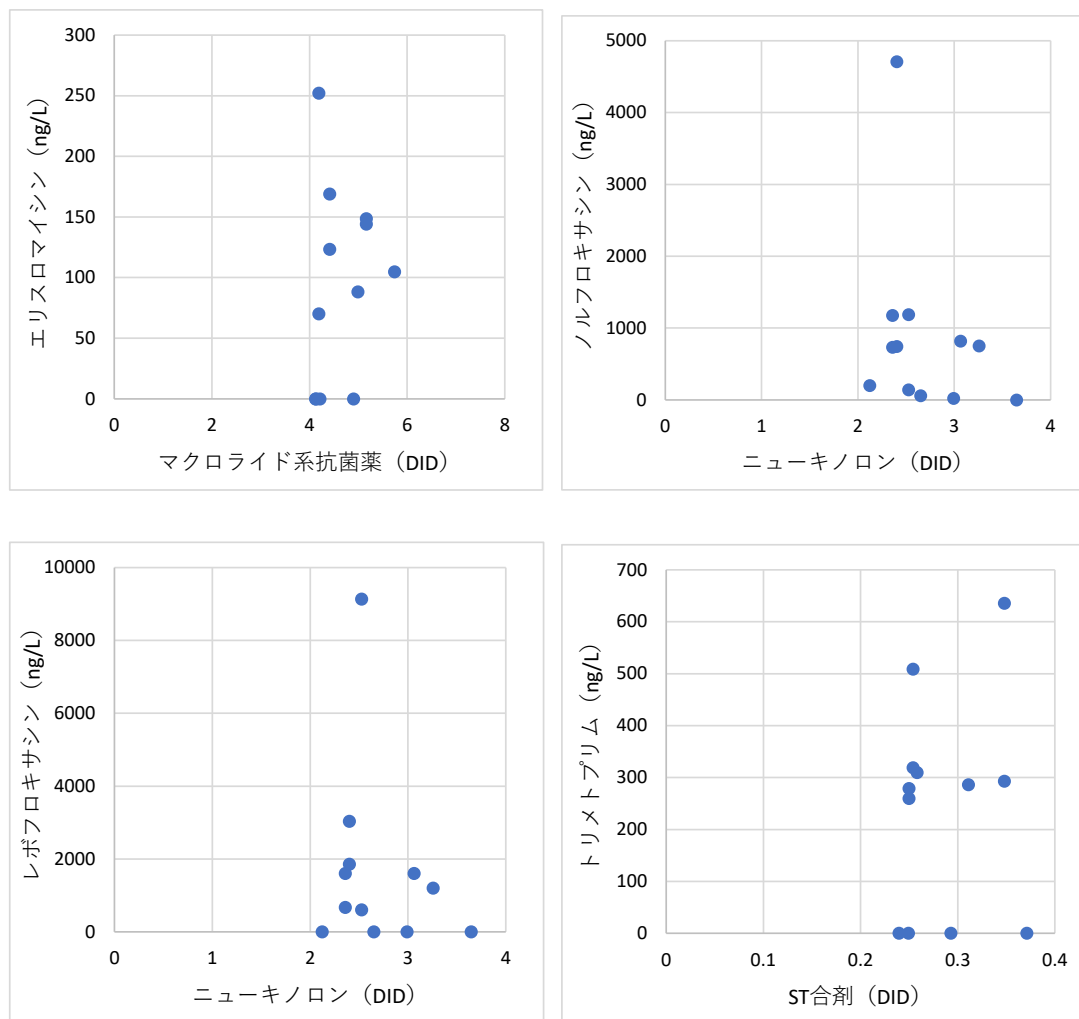 300
250
200
150
100
50
0
0 2 4 6 8
エリスロマイシン（ng/L）
マクロライド系抗菌薬（DID）
5000
4000
3000
2000
1000
0
0 1 2 3 4
ノルフロキサシン（ng/L）
ニューキノロン（DID）
10000
8000
6000
4000
2000
0
0 1 2 3 4
レボフロキサシン（ng/L）
ニューキノロン（DID）
700
600
500
400
300
200
100
0
0 0.1 0.2 0.3 0.4
トリメトプリム（ng/L）
ST合剤（DID）